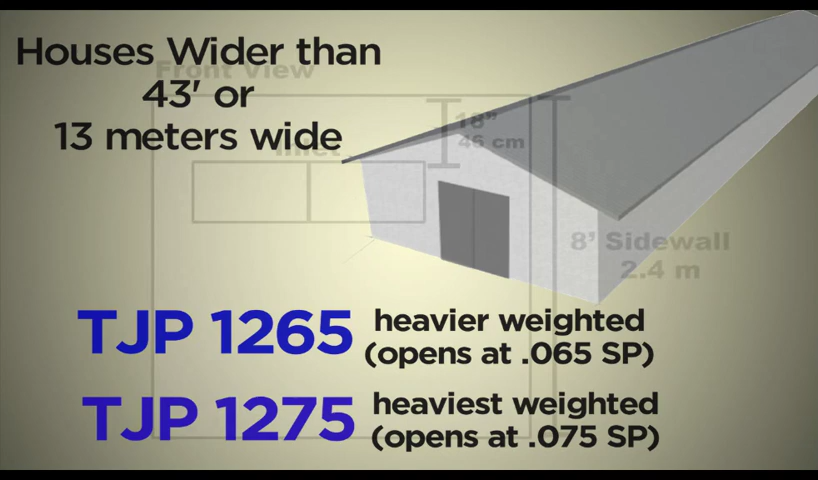 Houses Wider than
43' or
13 meters wide
Front View
18"
46 cm
Inlet
8' Sidewall
2.4 m
TJP 1265
heavier weighted
(opens at .065 SP)
TJP 1275
heaviest weighted
(opens at .075 SP)